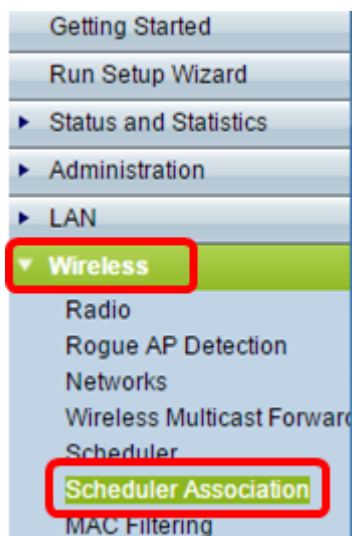 Getting Started
Run Setup Wizard
Status and Statistics
Administration
LAN
Wireless
Radio
Rogue AP Detection
Networks
Wireless Multicast Forward
Scheduler
Scheduler Association
MAC Filtering